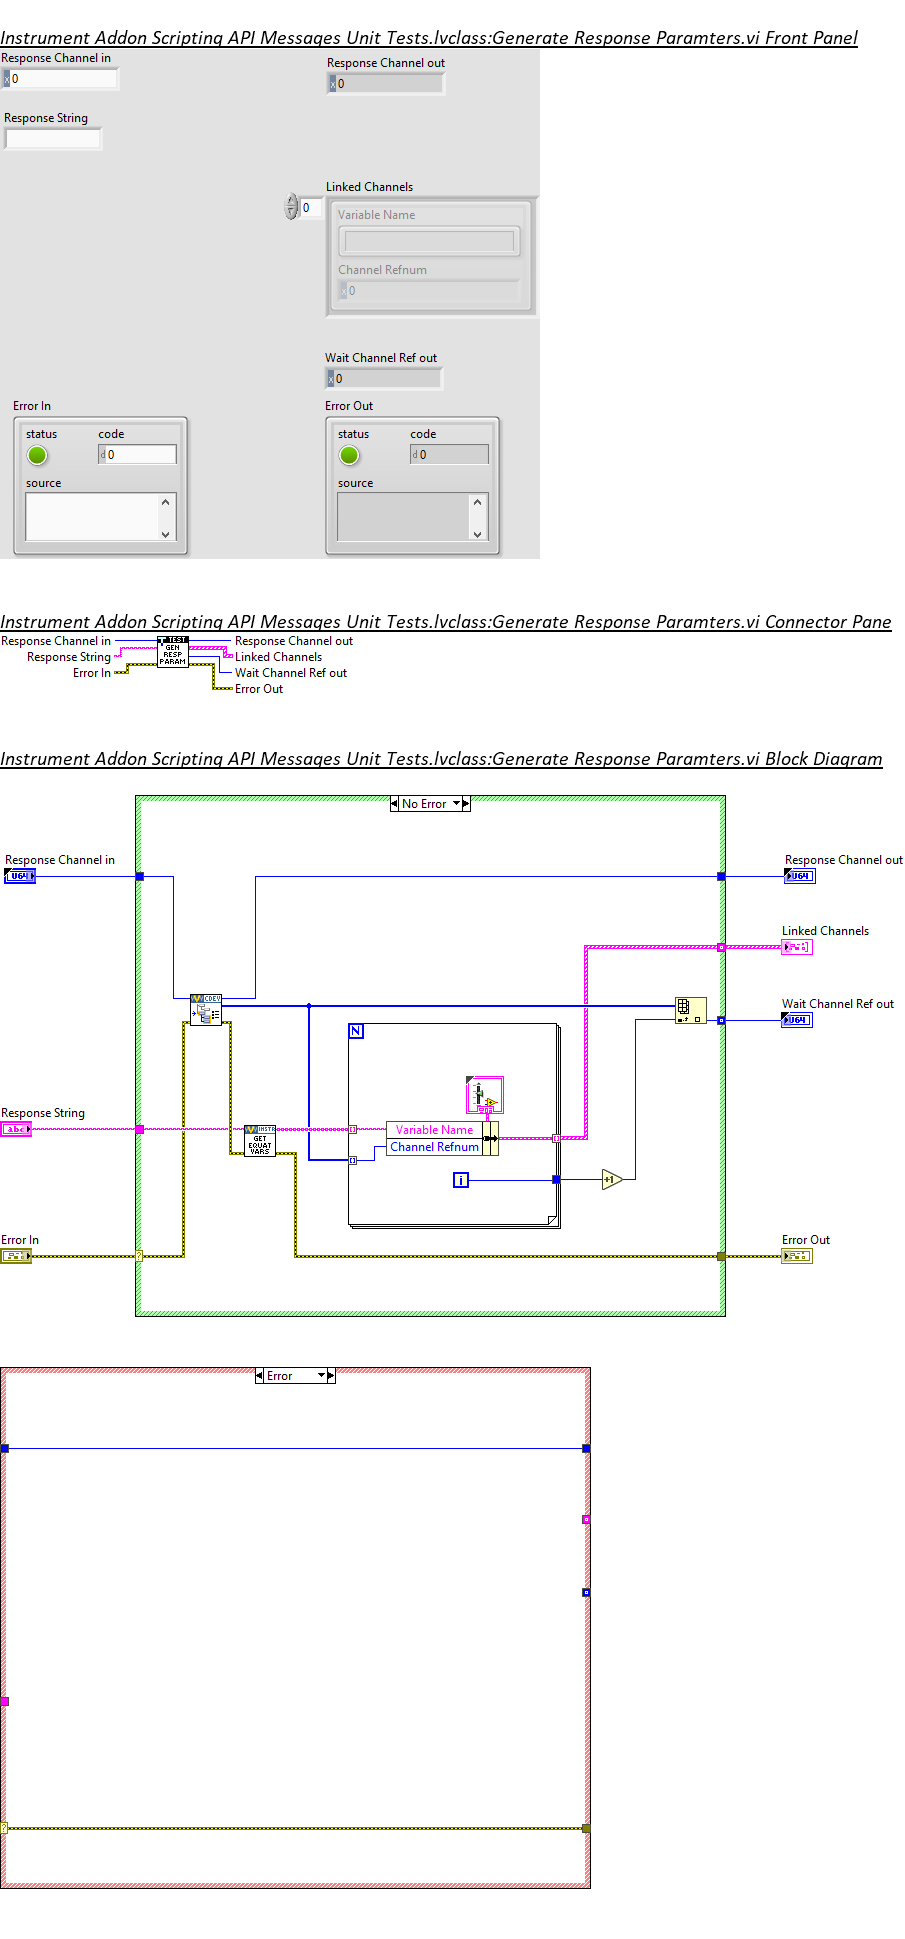 Instrument Addon Scripting API Messages Unit Tests.lvclass:Generate Response Paramters.vi Front Panel
Response Channel in
x 0
Response Channel out
x 0
Response String
Linked Channels
0
Variable Name
Channel Refnum
x 0
Wait Channel Ref out
x 0
Error In
Error Out
status code
d 0
source
status code
d 0
source
Instrument Addon Scripting API Messages Unit Tests.lvclass:Generate Response Paramters.vi Connector Pane
Response Channel in
Response String
Error In
TEST
GEN
RESP
PARAM
Response Channel out
Linked Channels
Wait Channel Ref out
Error Out
Instrument Addon Scripting API Messages Unit Tests.lvclass:Generate Response Paramters.vi Block Diagram
No Error
Response Channel in
U64
Response Channel out
U64
Linked Channels
CDEV
Wait Channel Ref out
U64
N
Response String
abc
INSTR
GET
EQUAT
VARS
Variable Name
Channel Refnum
i
+1
Error In
?
Error Out
Error
?